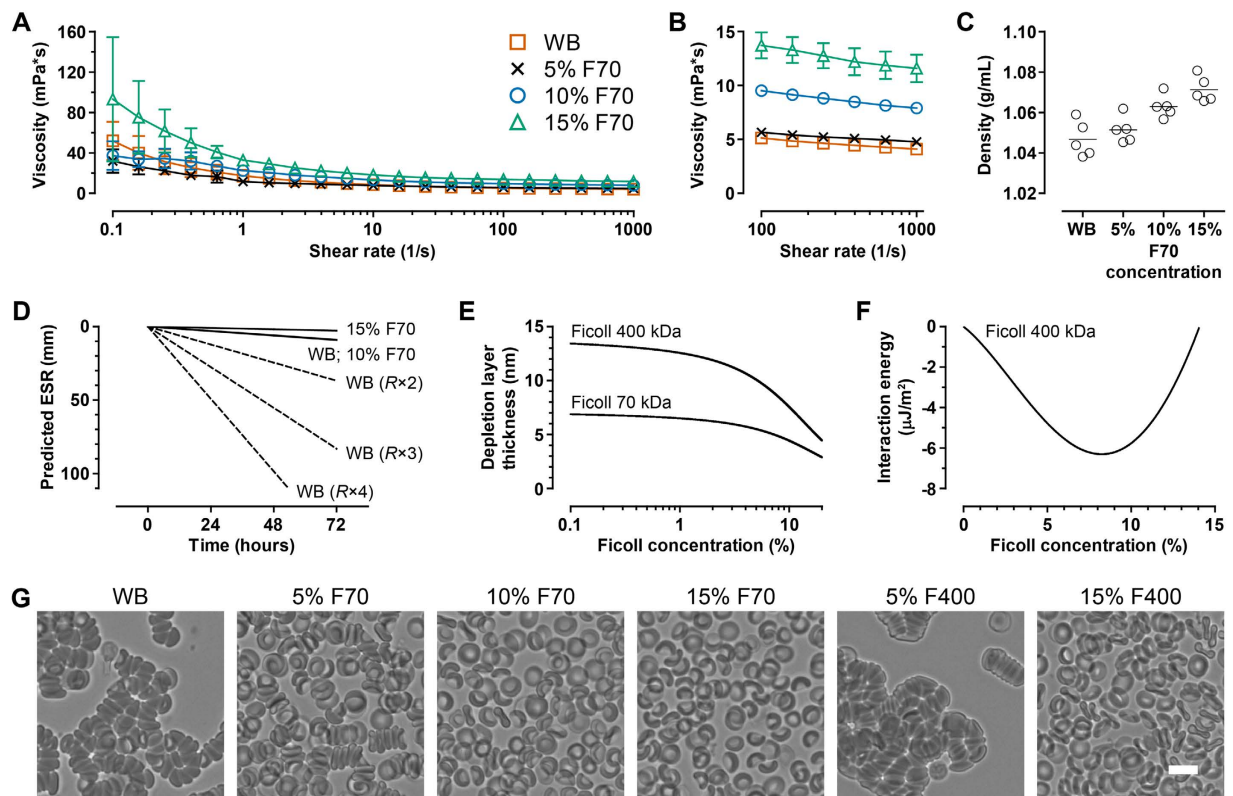 A
Viscosity (mPa*s)
160
120
80
40
0
0.1
1
10
100
1000
Shear rate (1/s)
WB
5% F70
10% F70
15% F70
B
Viscosity (mPa*s)
15
10
5
0
100
1000
Shear rate (1/s)
C
Density (g/mL)
1.10
1.08
1.06
1.04
1.02
WB 5% 10% 15%
F70
concentration
D
Predicted ESR (mm)
0
50
100
15% F70
WB; 10% F70
WB (R×2)
WB (R×3)
WB (R×4)
0 24 48 72
Time (hours)
E
Depletion layer
thickness (nm)
15
10
5
0
Ficoll 400 kDa
Ficoll 70 kDa
0.1 1 10
Ficoll concentration (%)
F
Interaction energy
(μJ/m²)
0
-2
-4
-6
-8
Ficoll 400 kDa
0 5 10 15
Ficoll concentration (%)
G
WB
5% F70
10% F70
15% F70
5% F400
15% F400